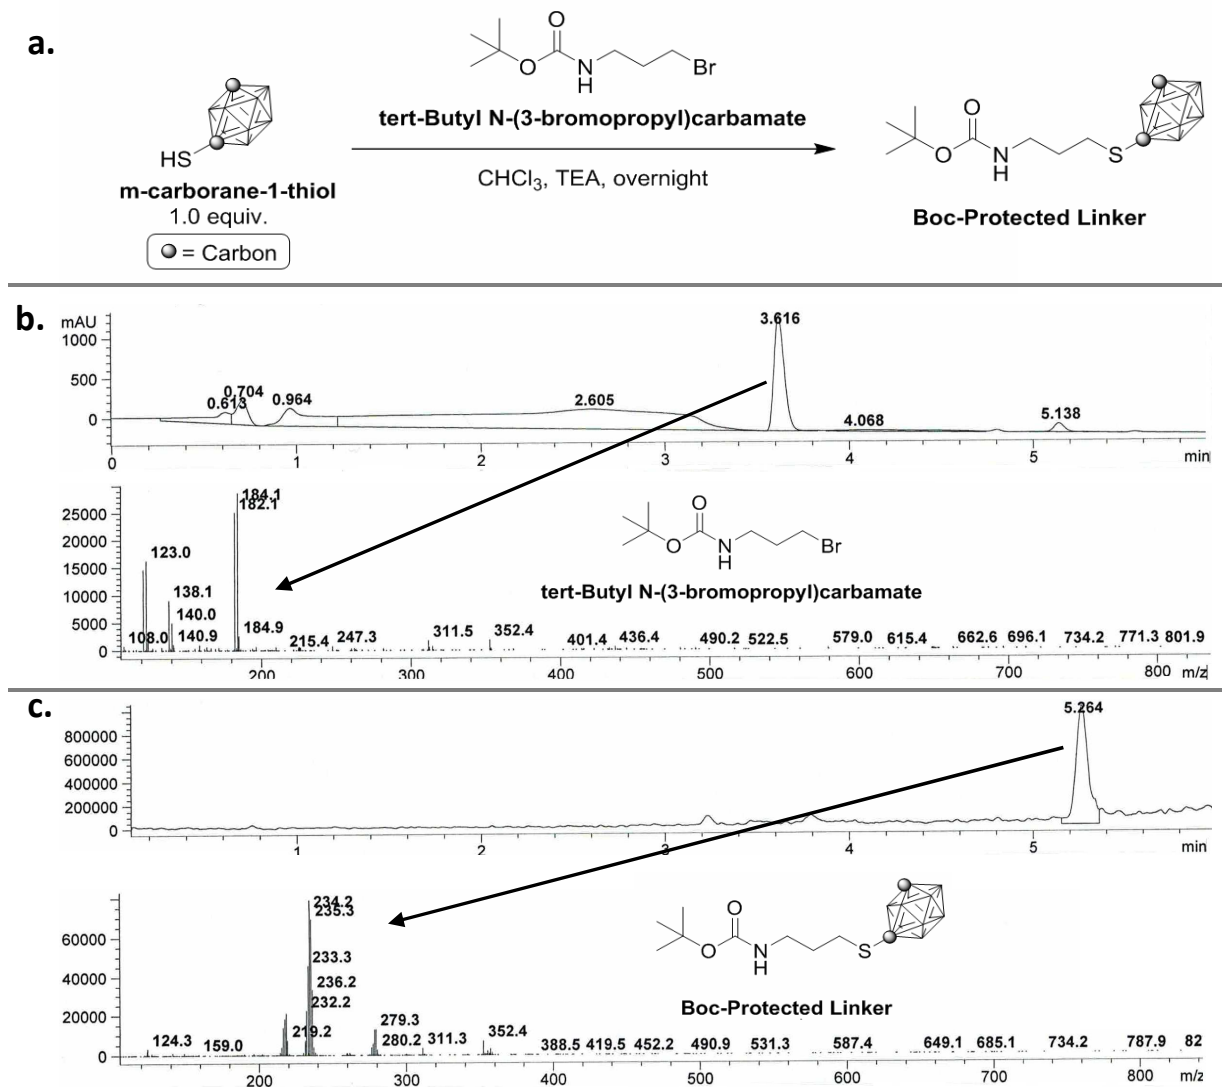 a.
O
O
N
H
Br
tert-Butyl N-(3-bromopropyl)carbamate
CHCl3, TEA, overnight
HS
m-carborane-1-thiol
1.0 equiv.
= Carbon
O
O
N
H
S
Boc-Protected Linker
b.
mAU
1000
500
0
0.613
0.704
0.964
2.605
3.616
4.068
5.138
0 1 2 3 4 5 min
25000
20000
15000
10000
5000
0
184.1
182.1
123.0
138.1
140.0
108.0 140.9 184.9 215.4 247.3 311.5 352.4 401.4 436.4 490.2 522.5 579.0 615.4 662.6 696.1 734.2 771.3 801.9
200 300 400 500 600 700 800 m/z
O
O
N
H
Br
tert-Butyl N-(3-bromopropyl)carbamate
c.
800000
600000
400000
200000
0
5.264
1 2 3 4 5 min
60000
40000
20000
0
234.2
235.3
233.3
236.2
232.2
124.3 159.0 219.2 279.3
280.2 311.3 352.4 388.5 419.5 452.2 490.9 531.3 587.4 649.1 685.1 734.2 787.9 82
200 300 400 500 600 700 800 m/z
O
O
N
H
S
Boc-Protected Linker